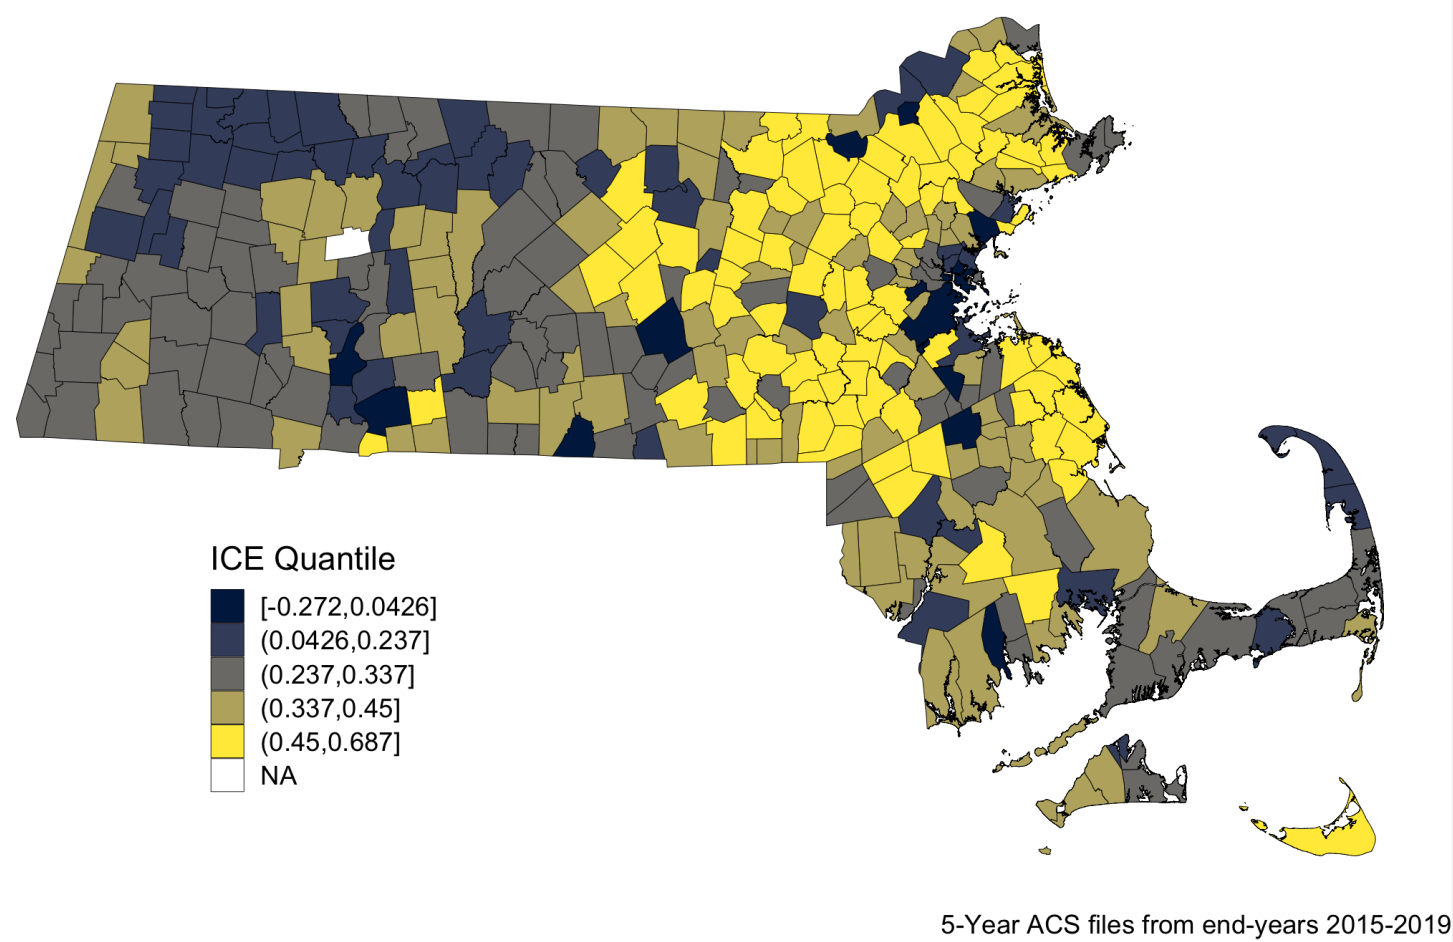 ICE Quantile
[-0.272,0.0426]
(0.0426,0.237]
(0.237,0.337]
(0.337,0.45]
(0.45,0.687]
NA
5-Year ACS files from end-years 2015-2019